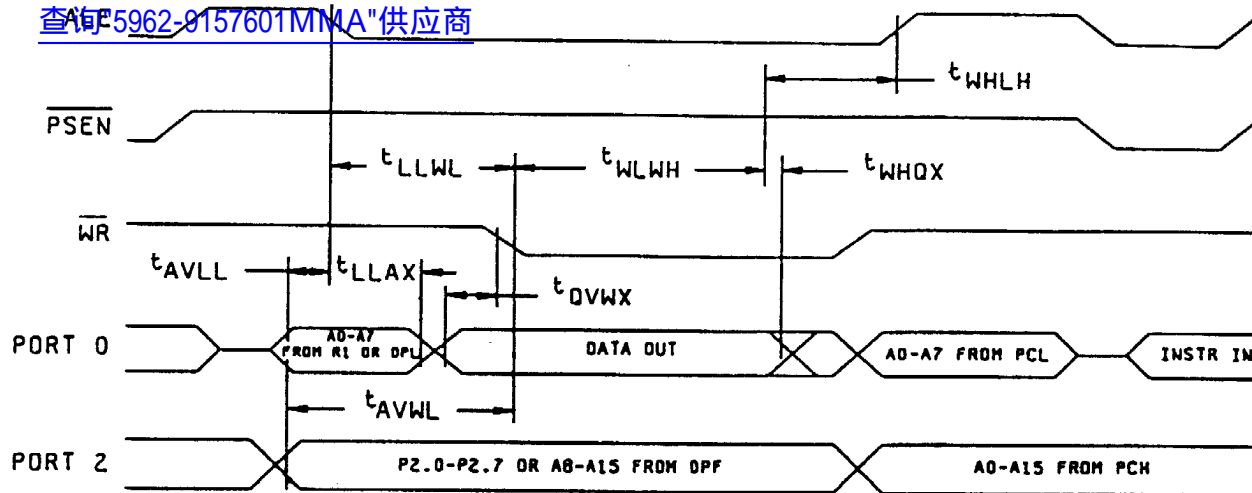 查询"5962-9157601MMA"供应商
ALE
tWHLH
PSEN
tLLWL
tWLWH
tWHQX
WR
tAVLL
tLLAX
tQVWX
PORT 0
A0-A7
FROM R1 OR DPL
DATA OUT
A0-A7 FROM PCL
INSTR IN
tAVWL
PORT 2
P2.0-P2.7 OR A8-A15 FROM DPF
A0-A15 FROM PCH